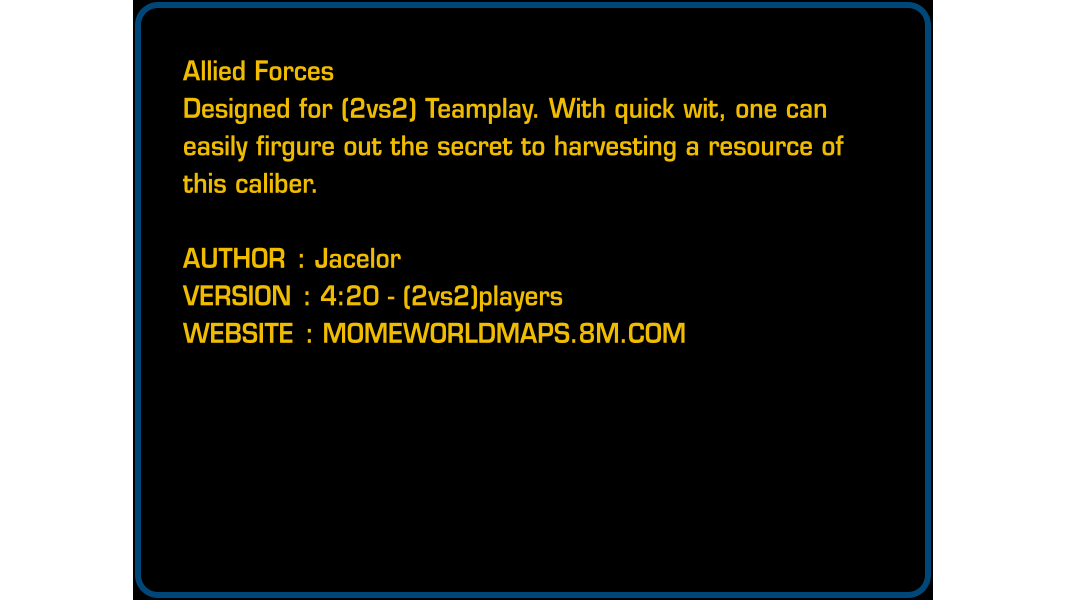 Allied Forces
Designed for (2vs2) Teamplay. With quick wit, one can
easily firgure out the secret to harvesting a resource of
this caliber.
AUTHOR : Jacelor
VERSION : 4:20 - (2vs2)players
WEBSITE : MOMEWORLDMAPS.8M.COM